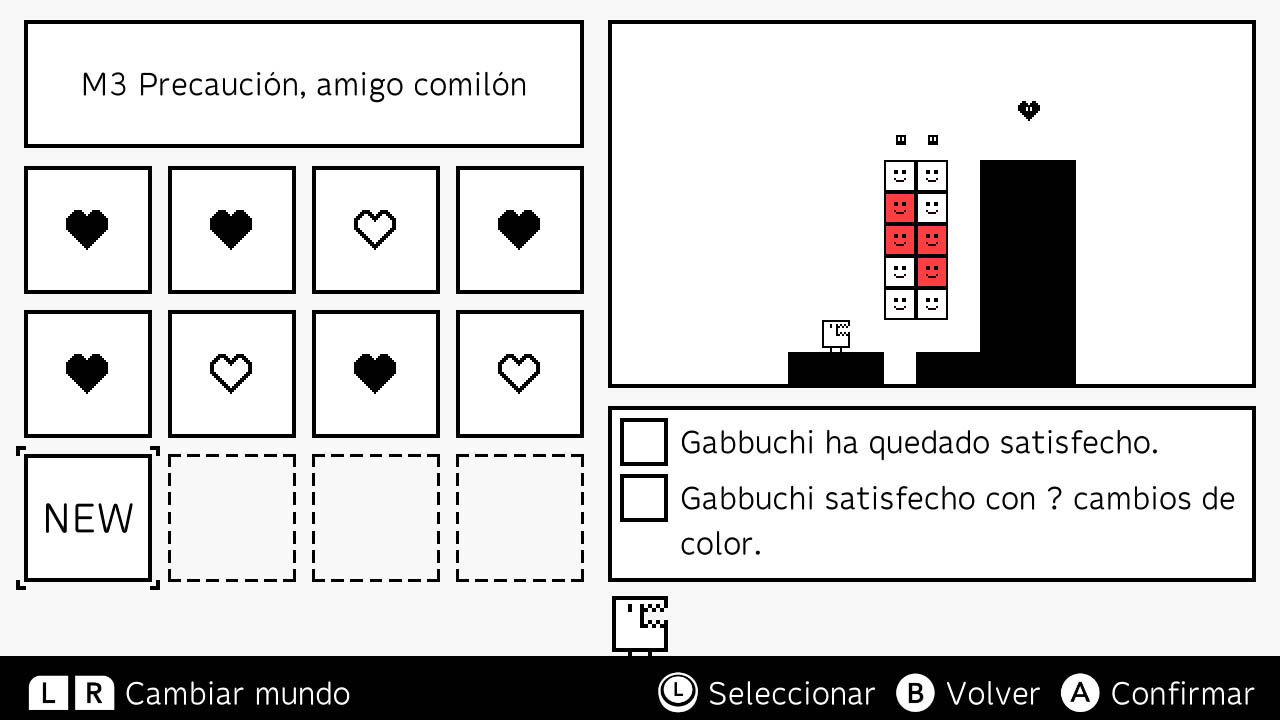 M3 Precaución, amigo comilón
NEW
Gabbuchi ha quedado satisfecho.
Gabbuchi satisfecho con ? cambios de
color.
L R Cambiar mundo
L Seleccionar B Volver A Confirmar